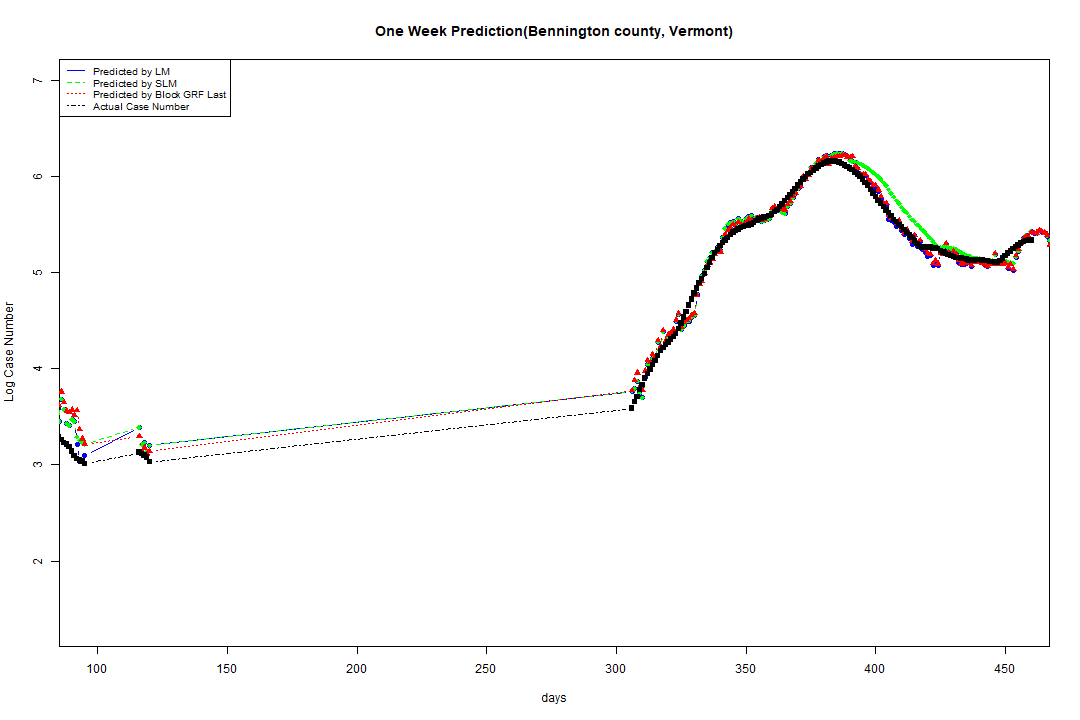 One Week Prediction(Bennington county, Vermont)
Predicted by LM
Predicted by SLM
Predicted by Block GRF Last
Actual Case Number
7
6
5
4
3
2
Log Case Number
100 150 200 250 300 350 400 450
days